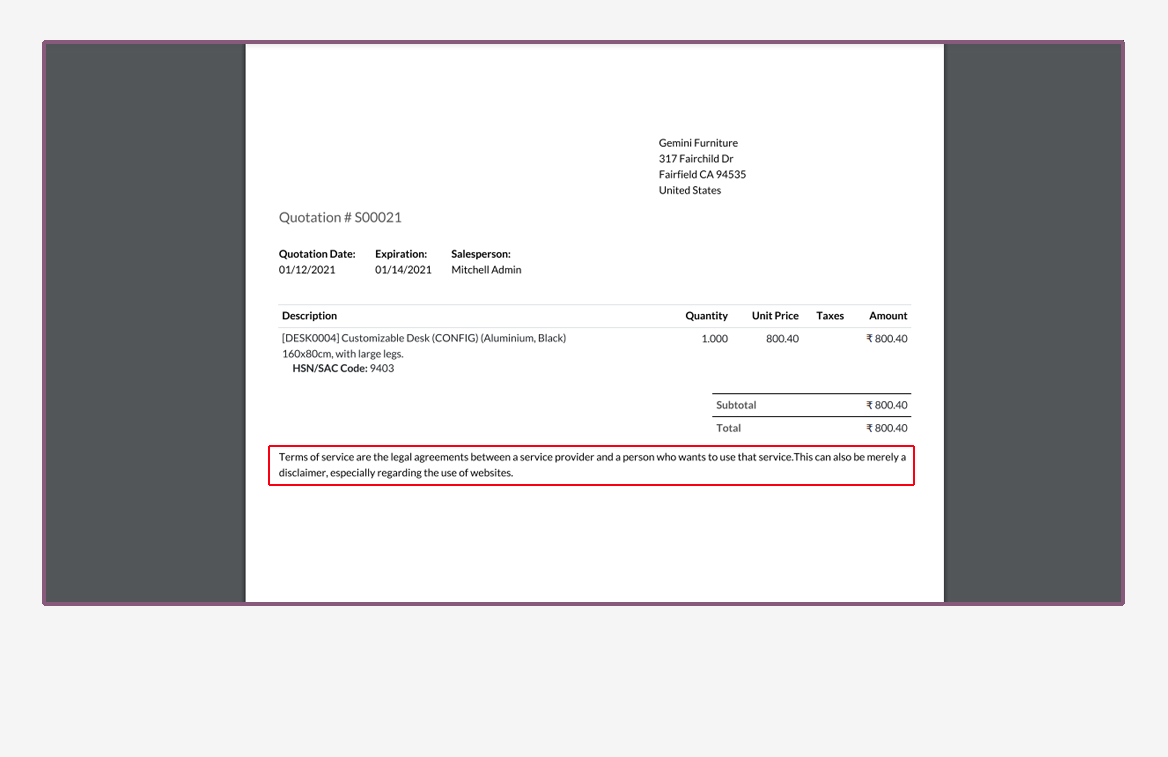 Gemini Furniture
317 Fairchild Dr
Fairfield CA 94535
United States
Quotation # S00021
Quotation Date: Expiration: Salesperson:
01/12/2021 01/14/2021 Mitchell Admin
Description Quantity Unit Price Taxes Amount
[DESK0004] Customizable Desk (CONFIG) (Aluminium, Black) 1.000 800.40 ₹ 800.40
160x80cm, with large legs.
HSN/SAC Code: 9403
Subtotal ₹ 800.40
Total ₹ 800.40
Terms of service are the legal agreements between a service provider and a person who wants to use that service.This can also be merely a
disclaimer, especially regarding the use of websites.